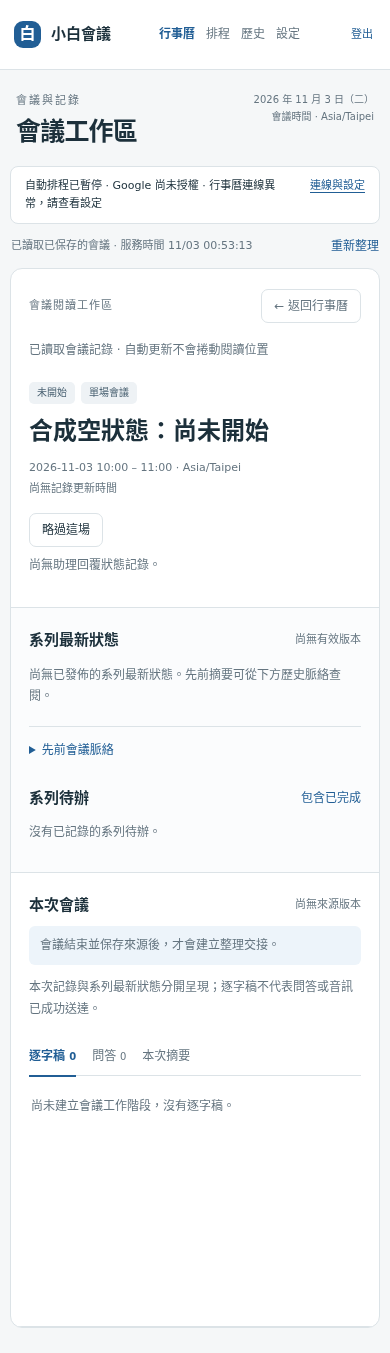 白 小白會議 行事曆 排程 歷史 設定 登出
會議與記錄
會議工作區
2026 年 11 月 3 日（二）
會議時間 · Asia/Taipei
自動排程已暫停 · Google 尚未授權 · 行事曆連線異
常，請查看設定
連線與設定
已讀取已保存的會議 · 服務時間 11/03 00:53:13 重新整理
會議閱讀工作區 ← 返回行事曆
已讀取會議記錄 · 自動更新不會捲動閱讀位置
未開始 單場會議
合成空狀態：尚未開始
2026-11-03 10:00 – 11:00 · Asia/Taipei
尚無記錄更新時間
略過這場
尚無助理回覆狀態記錄。
系列最新狀態 尚無有效版本
尚無已發佈的系列最新狀態。先前摘要可從下方歷史脈絡查
閱。
▶ 先前會議脈絡
系列待辦 包含已完成
沒有已記錄的系列待辦。
本次會議 尚無來源版本
會議結束並保存來源後，才會建立整理交接。
本次記錄與系列最新狀態分開呈現；逐字稿不代表問答或音訊
已成功送達。
逐字稿 0 問答 0 本次摘要
尚未建立會議工作階段，沒有逐字稿。